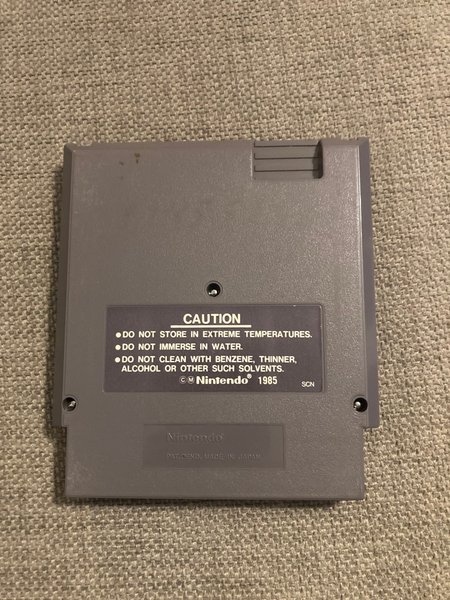 CAUTION
●DO NOT STORE IN EXTREME TEMPERATURES.
●DO NOT IMMERSE IN WATER.
●DO NOT CLEAN WITH BENZENE, THINNER,
ALCOHOL OR OTHER SUCH SOLVENTS.
©Ⓜ Nintendo® 1985 SCN
Nintendo®
PAT. PEND. MADE IN JAPAN